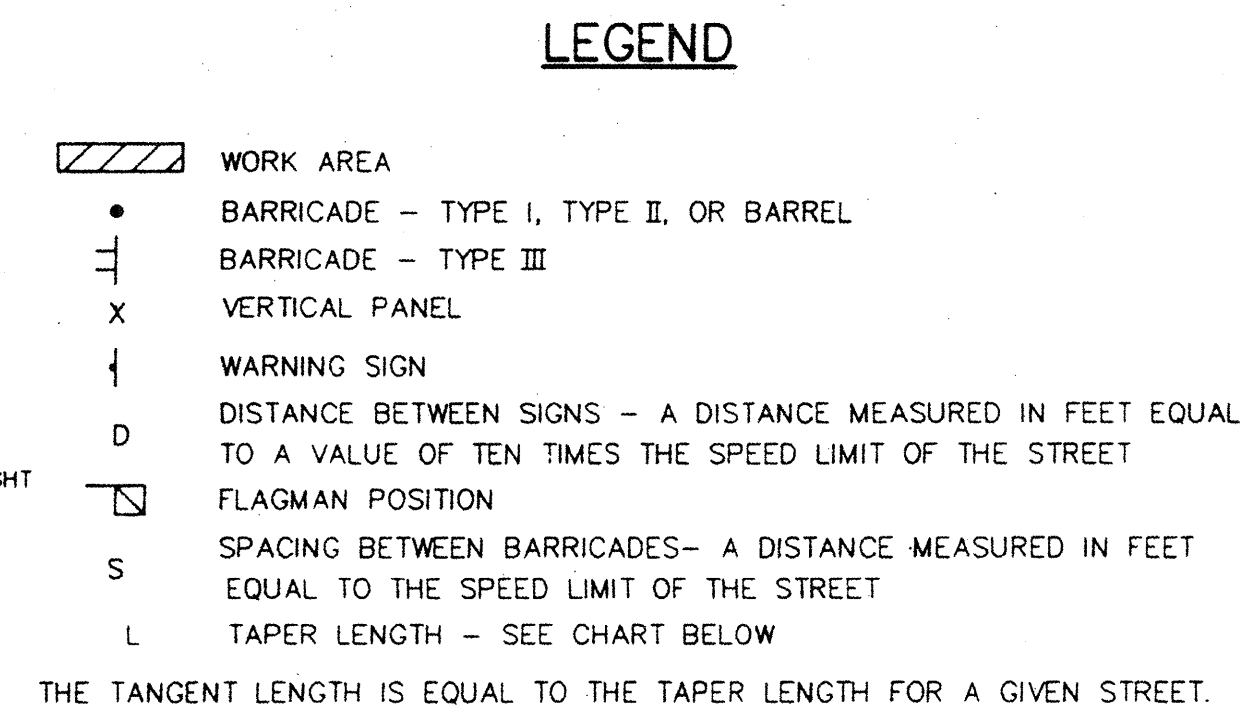 LEGEND
WORK AREA
BARRICADE – TYPE I, TYPE II, OR BARREL
BARRICADE – TYPE III
X VERTICAL PANEL
WARNING SIGN
DISTANCE BETWEEN SIGNS – A DISTANCE MEASURED IN FEET EQUAL
D
TO A VALUE OF TEN TIMES THE SPEED LIMIT OF THE STREET
FLAGMAN POSITION
SPACING BETWEEN BARRICADES– A DISTANCE MEASURED IN FEET
S
EQUAL TO THE SPEED LIMIT OF THE STREET
L TAPER LENGTH – SEE CHART BELOW
THE TANGENT LENGTH IS EQUAL TO THE TAPER LENGTH FOR A GIVEN STREET.